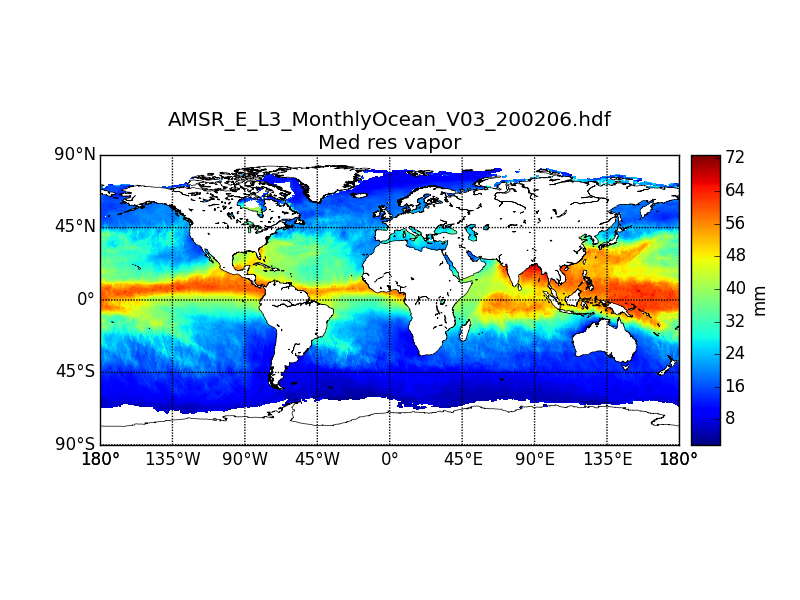 AMSR_E_L3_MonthlyOcean_V03_200206.hdf
Med res vapor
90°N
45°N
0°
45°S
90°S
180°
135°W
90°W
45°W
0°
45°E
90°E
135°E
180°
72
64
56
48
40
32
24
16
8
mm